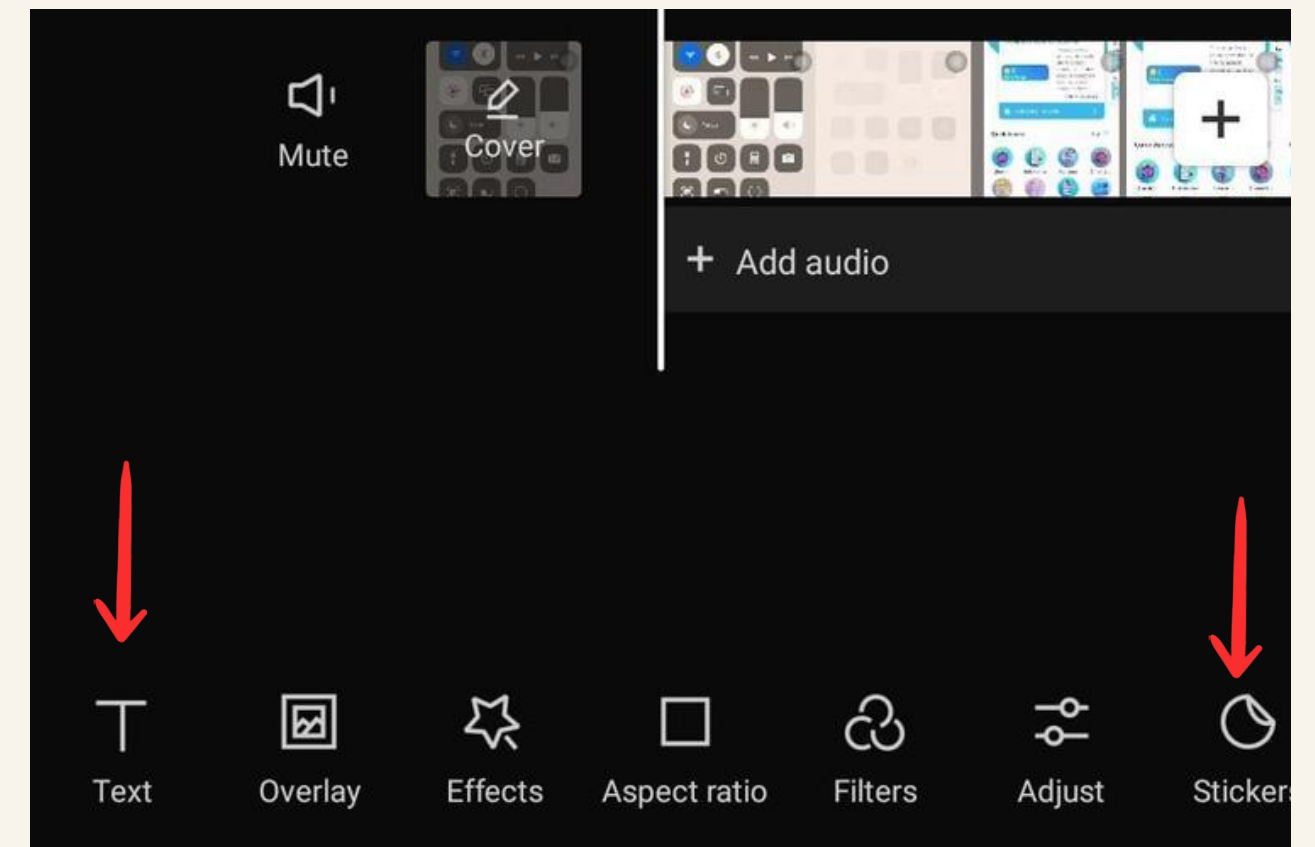 Mute
Cover
+ Add audio
Text
Overlay
Effects
Aspect ratio
Filters
Adjust
Stickers